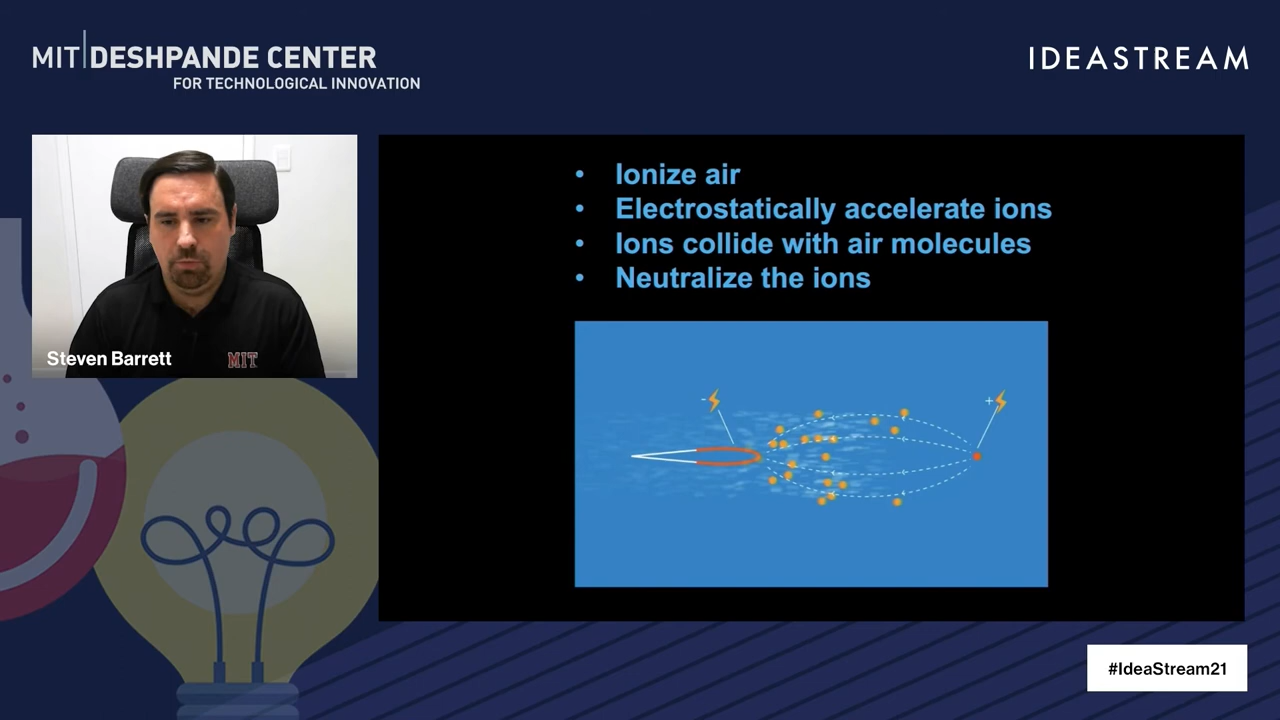 MIT DESHPANDE CENTER
FOR TECHNOLOGICAL INNOVATION
IDEASTREAM
Steven Barrett
MIT
• Ionize air
• Electrostatically accelerate ions
• Ions collide with air molecules
• Neutralize the ions
-
+
#IdeaStream21